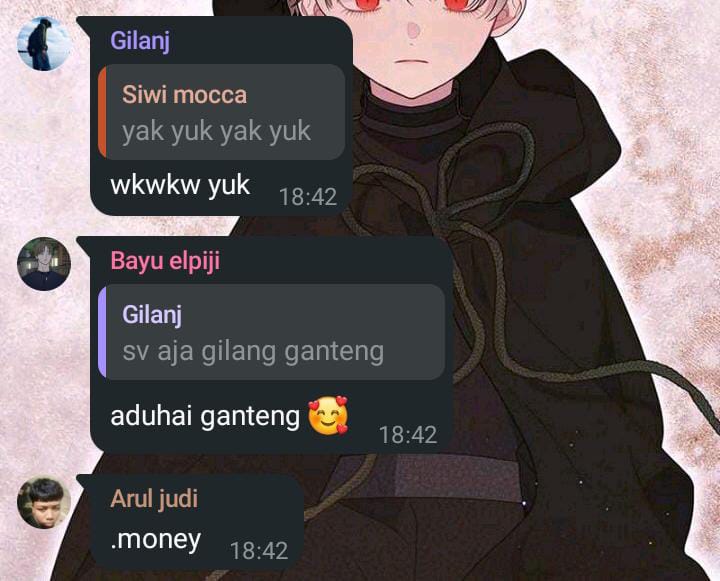 Gilanj
Siwi mocca
yak yuk yak yuk
wkwkw yuk 18:42
Bayu elpiji
Gilanj
sv aja gilang ganteng
aduhai ganteng 🥰 18:42
Arul judi
.money 18:42